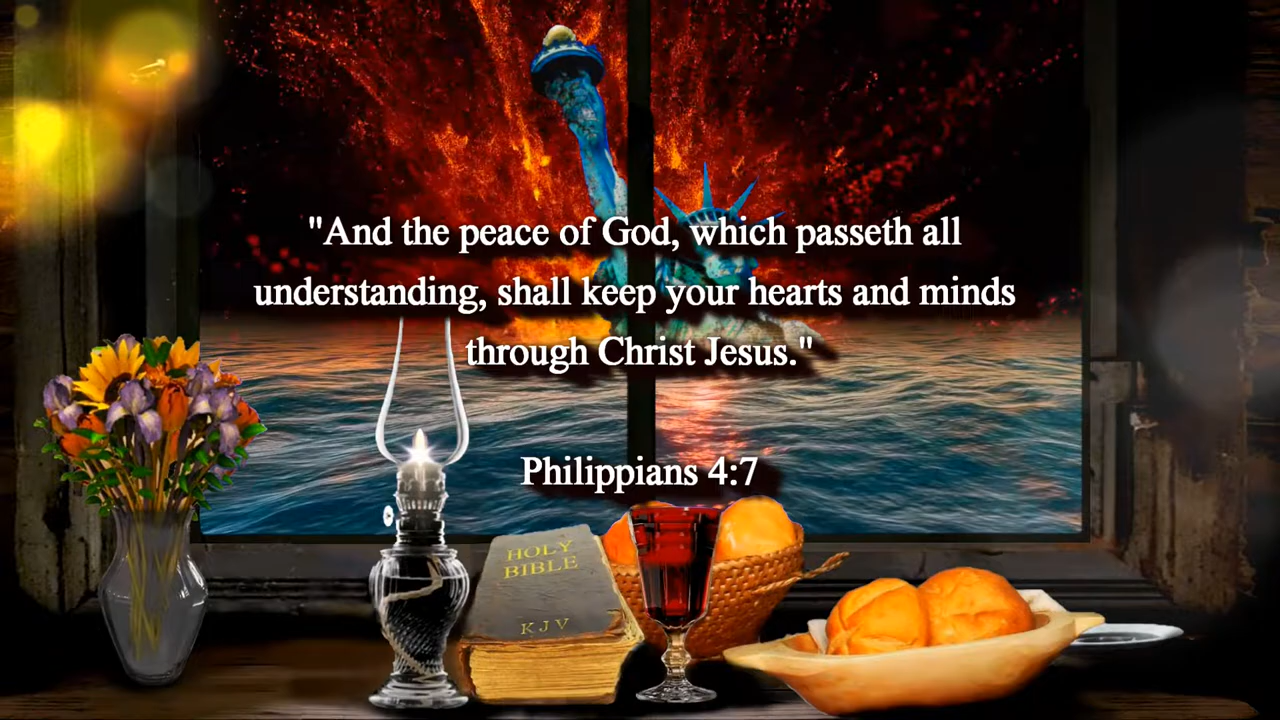 "And the peace of God, which passeth all
understanding, shall keep your hearts and minds
through Christ Jesus."
Philippians 4:7
HOLY
BIBLE
KJV